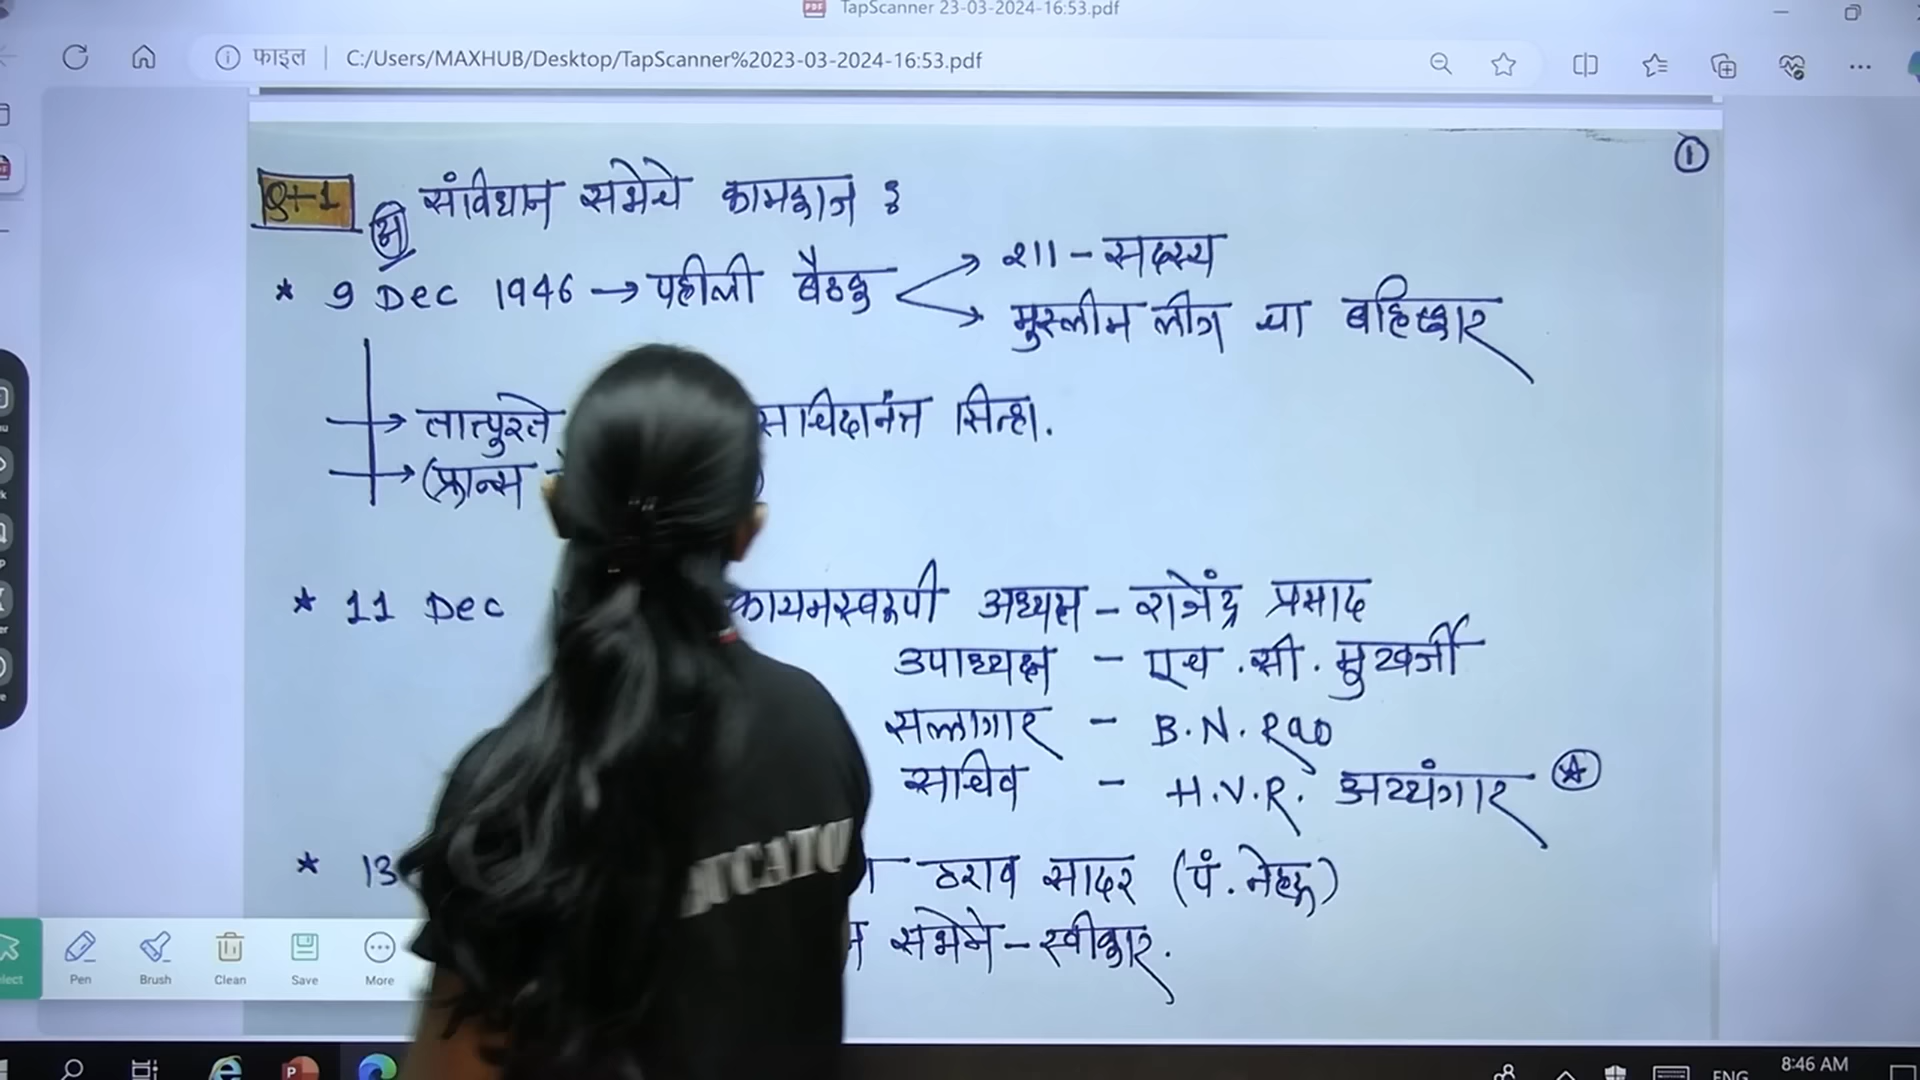 TapScanner 23-03-2024-16:53.pdf
फाइल | C:/Users/MAXHUB/Desktop/TapScanner%2023-03-2024-16:53.pdf
1
Q-1
अ संविधान सभेचे कामकाज :
* 9 Dec 1946 → पहीली बैठक → 211 - सदस्य
→ मुस्लीम लीग चा बहिष्कार
→ तात्पुरते सचिदानंन सिन्हा.
→ (फ्रान्स
* 11 Dec कायमस्वरूपी अध्यक्ष - राजेंद्र प्रसाद
उपाध्यक्ष - एच. सी. मुखर्जी
सल्लागार - B. N. Rao
सचिव - H.V.R. अय्यंगार
* 13 ठराव सादर (पं. नेहरू)
सभेने - स्वीकार.
Pen
Brush
Clean
Save
More
ENG
8:46 AM